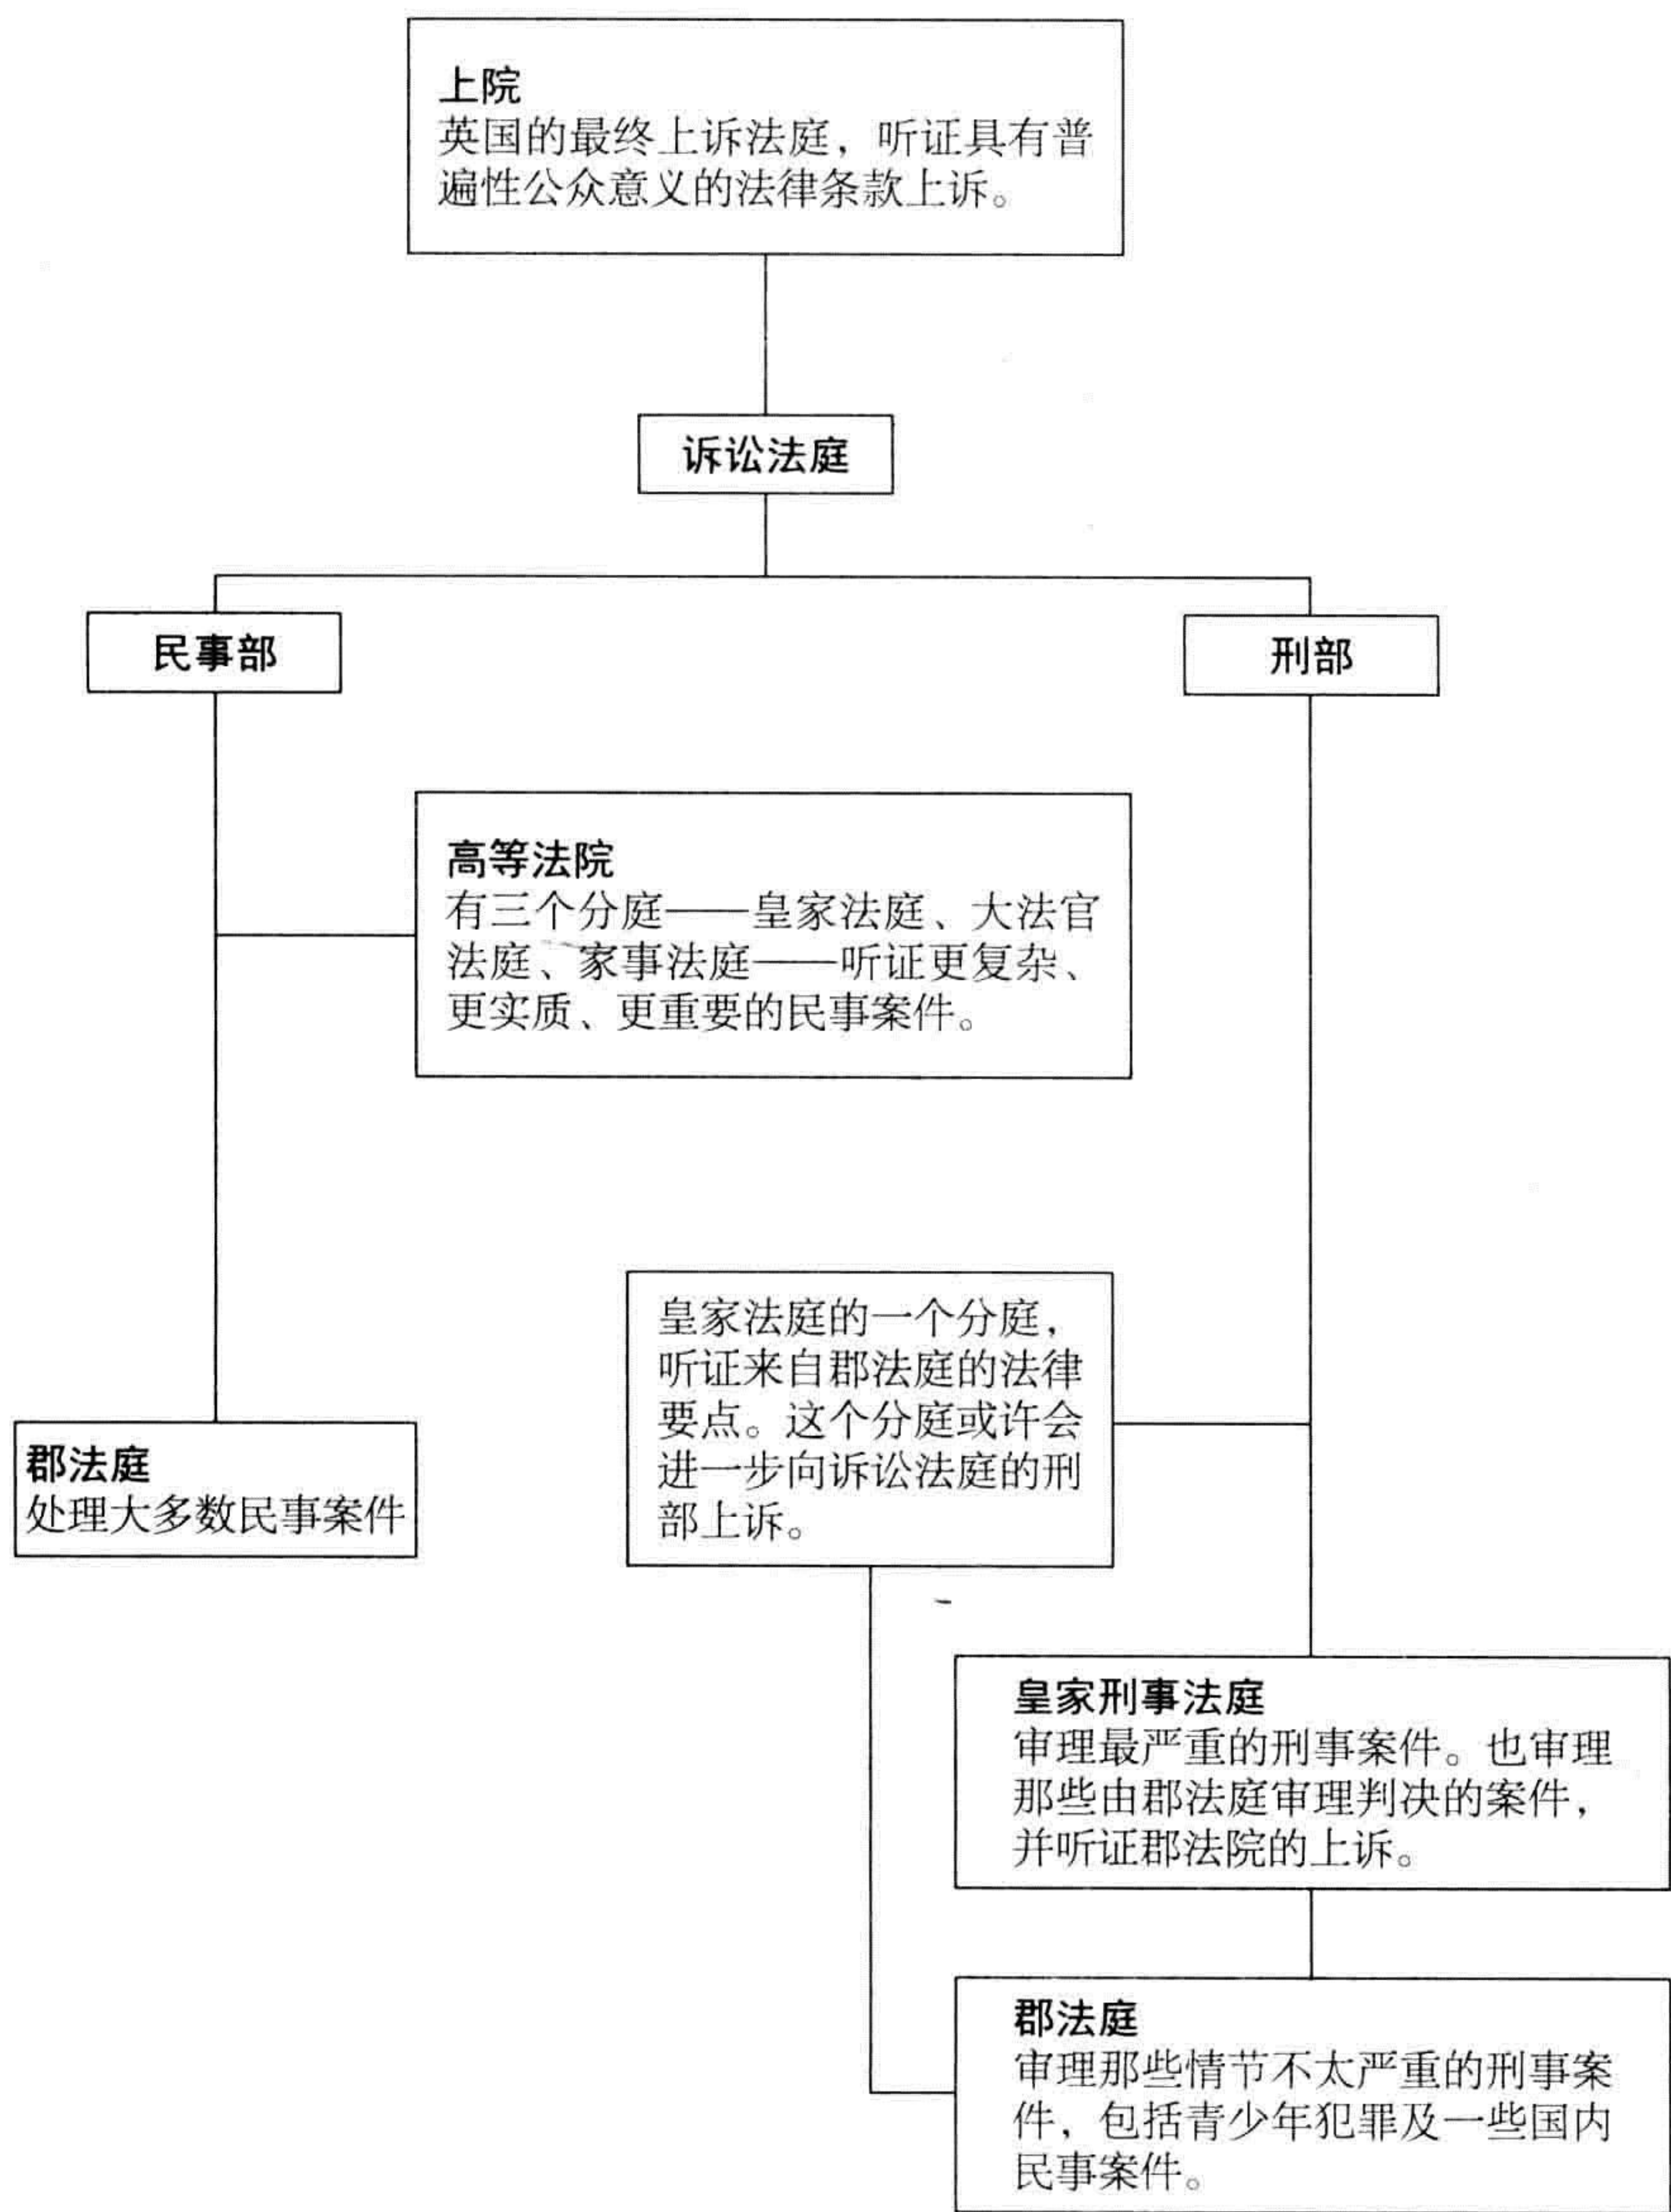 上院
英国的最终上诉法庭，听证具有普
遍性公众意义的法律条款上诉。
诉讼法庭
民事部
刑部
高等法院
有三个分庭——皇家法庭、大法官
法庭、家事法庭——听证更复杂、
更实质、更重要的民事案件。
皇家法庭的一个分庭，
听证来自郡法庭的法律
要点。这个分庭或许会
进一步向诉讼法庭的刑
部上诉。
郡法庭
处理大多数民事案件
皇家刑事法庭
审理最严重的刑事案件。也审理
那些由郡法庭审理判决的案件，
并听证郡法院的上诉。
郡法庭
审理那些情节不太严重的刑事案
件，包括青少年犯罪及一些国内
民事案件。